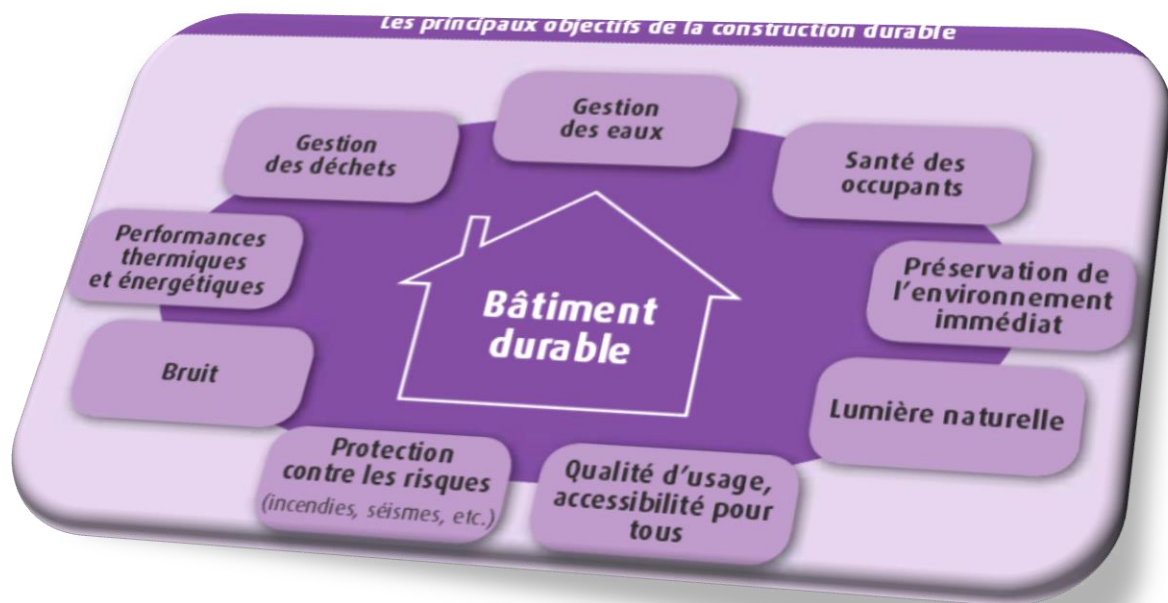 Les principaux objectifs de la construction durable
Gestion
des eaux
Gestion
des déchets
Santé des
occupants
Performances
thermiques
et énergétiques
Préservation de
l'environnement
immédiat
Bâtiment
durable
Bruit
Lumière naturelle
Protection
contre les risques
(incendies, séismes, etc.)
Qualité d'usage,
accessibilité pour
tous